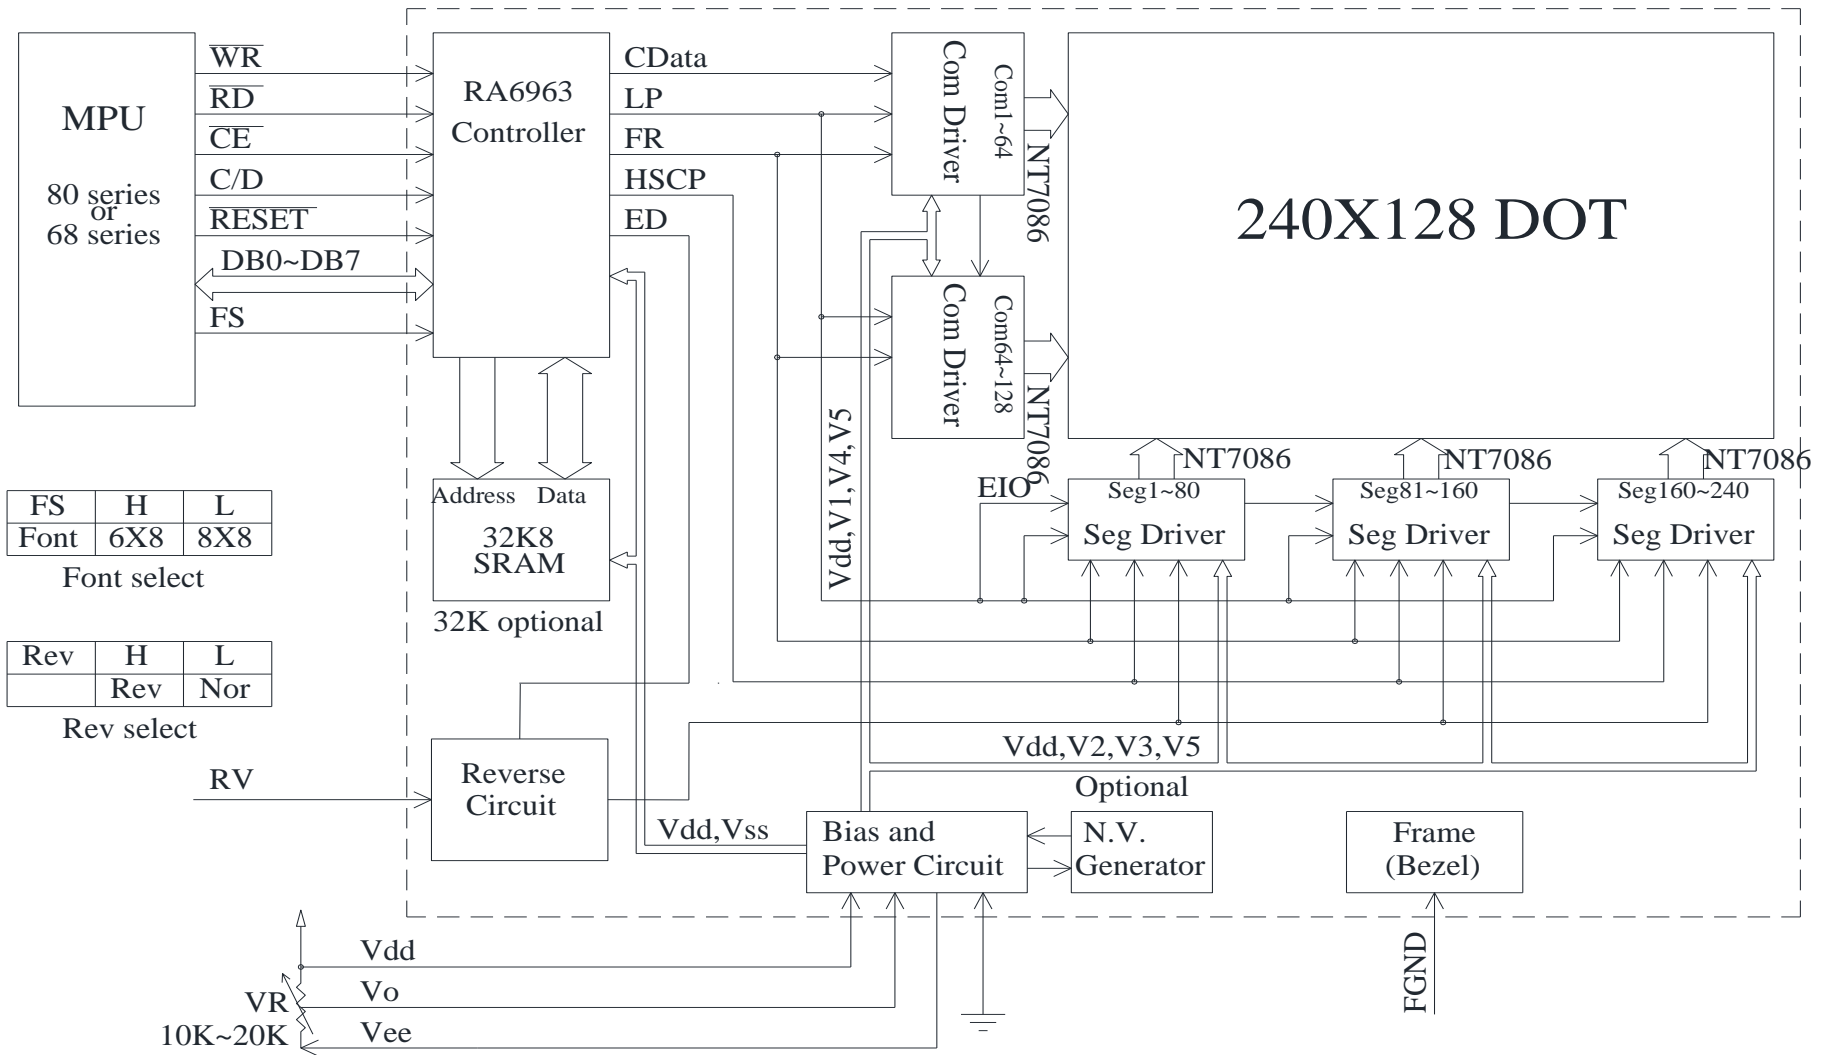 MPU
80 series
or
68 series
WR
RD
CE
C/D
RESET
DB0~DB7
FS
RA6963
Controller
CData
LP
FR
HSCP
ED
Com Driver
Com1~64
NT7086
Com Driver
Com64~128
NT7086
240X128 DOT
Address Data
32K8
SRAM
32K optional
FS H L
Font 6X8 8X8
Font select
Rev H L
Rev Nor
Rev select
Vdd,V1,V4,V5
EIO
NT7086
Seg1~80
Seg Driver
NT7086
Seg81~160
Seg Driver
NT7086
Seg160~240
Seg Driver
RV
Reverse
Circuit
Vdd,V2,V3,V5
Optional
Vdd,Vss
Bias and
Power Circuit
N.V.
Generator
Frame
(Bezel)
FGND
Vdd
VR
10K~20K
Vo
Vee